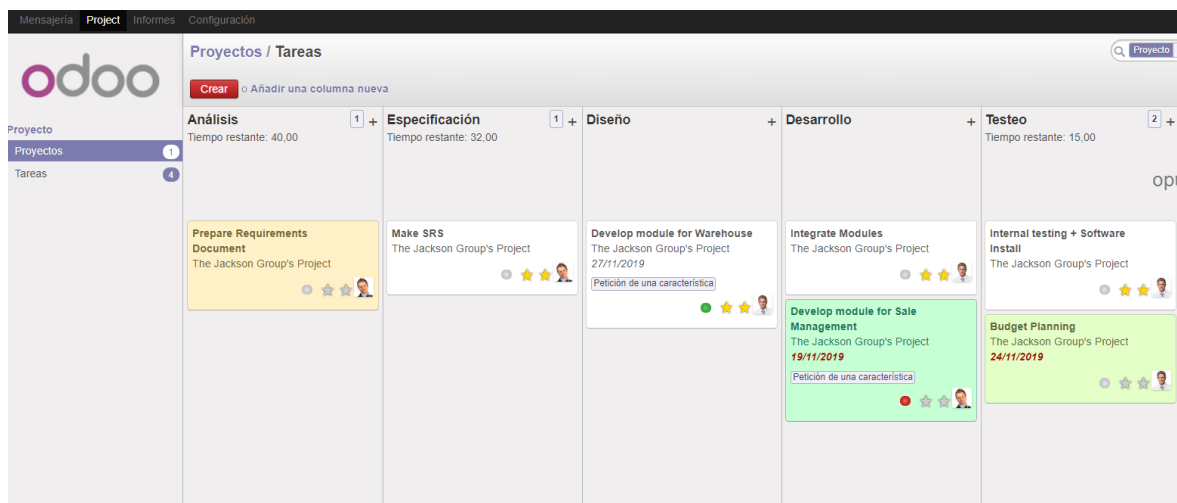 Mensajería Project Informes Configuración
odoo
Proyectos / Tareas
Proyecto
Crear o Añadir una columna nueva
Proyecto
Proyectos 1
Tareas 4
Análisis 1 +
Tiempo restante: 40,00
Prepare Requirements
Document
The Jackson Group's Project
Especificación 1 +
Tiempo restante: 32,00
Make SRS
The Jackson Group's Project
Diseño +
Develop module for Warehouse
The Jackson Group's Project
27/11/2019
Petición de una característica
Desarrollo +
Integrate Modules
The Jackson Group's Project
Develop module for Sale
Management
The Jackson Group's Project
19/11/2019
Petición de una característica
Testeo 2 +
Tiempo restante: 15,00
Internal testing + Software
Install
The Jackson Group's Project
Budget Planning
The Jackson Group's Project
24/11/2019